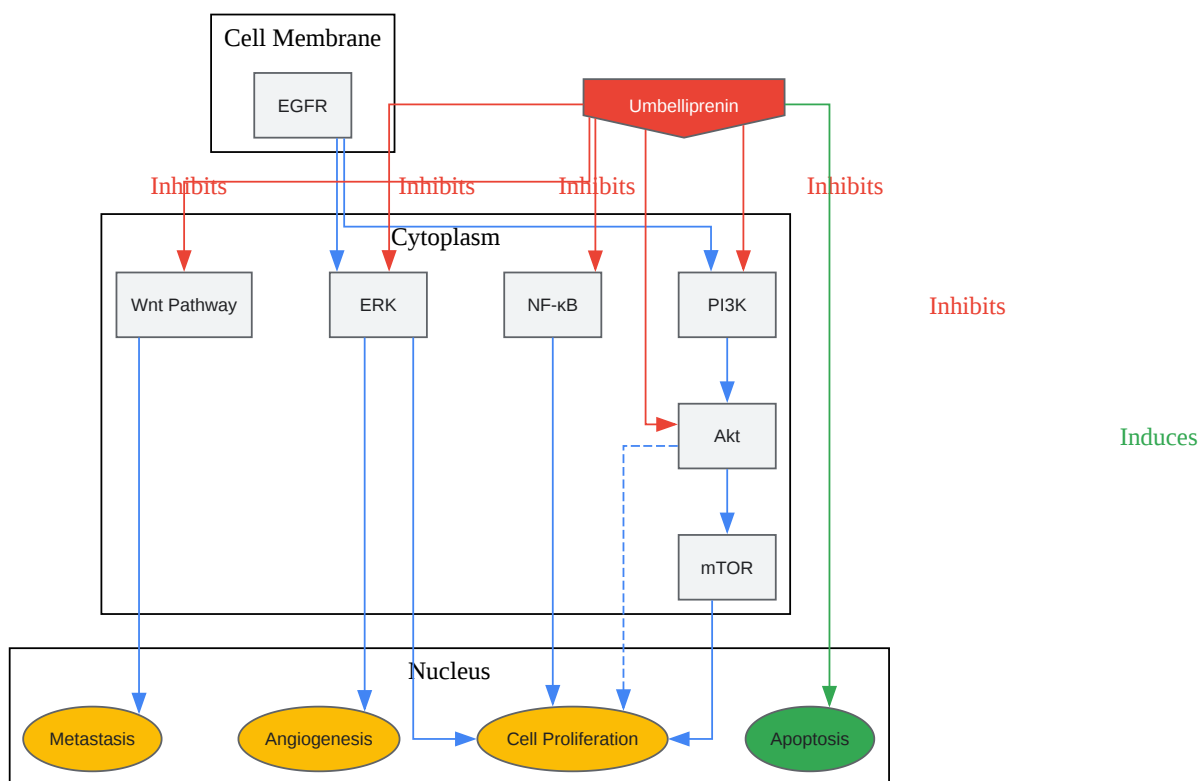 Cell Membrane
EGFR
Umbelliprenin
Inhibits
Inhibits
Inhibits
Inhibits
Cytoplasm
Wnt Pathway
ERK
NF-κB
PI3K
Inhibits
Akt
Induces
mTOR
Nucleus
Metastasis
Angiogenesis
Cell Proliferation
Apoptosis